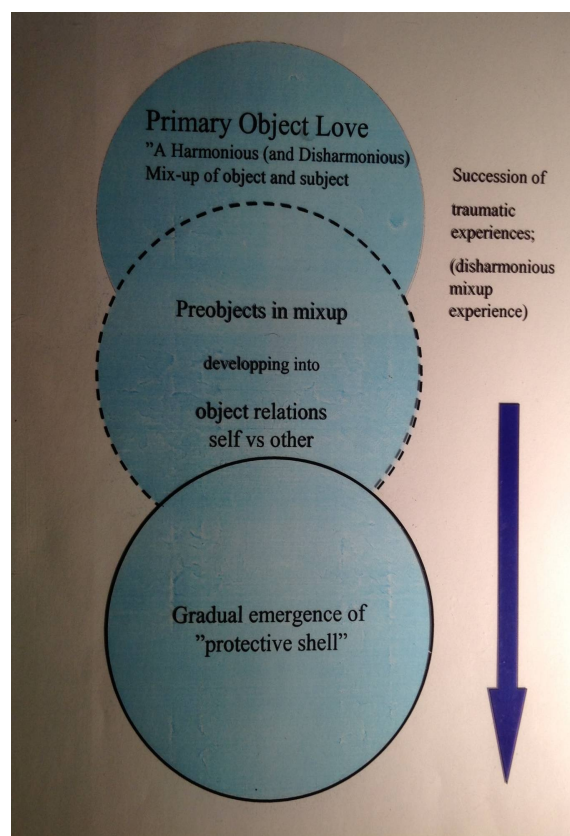 Primary Object Love
”A Harmonious (and Disharmonious)
Mix-up of object and subject
Preobjects in mixup
developping into
object relations
self vs other
Gradual emergence of
”protective shell”
Succession of
traumatic
experiences;
(disharmonious
mixup
experience)